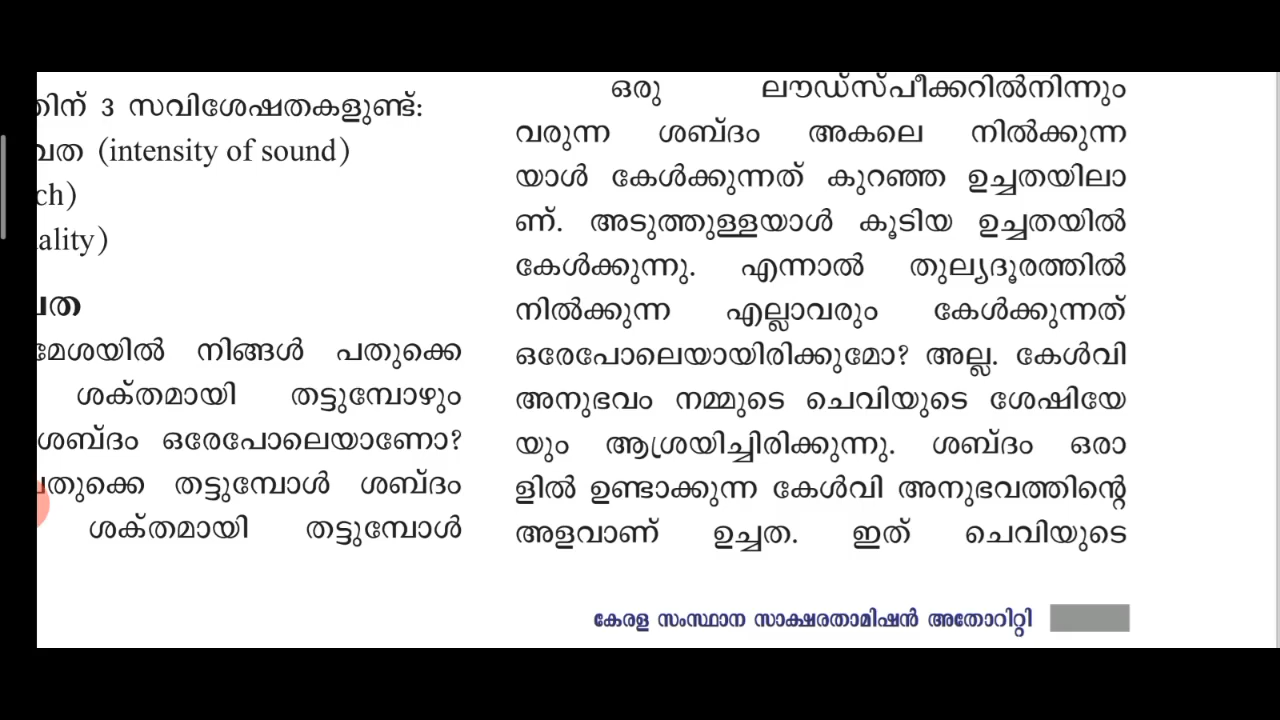 തിന് 3 സവിശേഷതകളുണ്ട്:
(intensity of sound)
ch)
ality)
മേശയിൽ നിങ്ങൾ പതുക്കെ
ശക്തമായി തട്ടുമ്പോഴും
ശബ്ദം ഒരേപോലെയാണോ?
പതുക്കെ തട്ടുമ്പോൾ ശബ്ദം
ശക്തമായി തട്ടുമ്പോൾ
ഒരു ലൗഡ്സ്പീക്കറിൽനിന്നും
വരുന്ന ശബ്ദം അകലെ നിൽക്കുന്ന
യാൾ കേൾക്കുന്നത് കുറഞ്ഞ ഉച്ചതയിലാ
ണ്. അടുത്തുള്ളയാൾ കൂടിയ ഉച്ചതയിൽ
കേൾക്കുന്നു. എന്നാൽ തുല്യദൂരത്തിൽ
നിൽക്കുന്ന എല്ലാവരും കേൾക്കുന്നത്
ഒരേപോലെയായിരിക്കുമോ? അല്ല. കേൾവി
അനുഭവം നമ്മുടെ ചെവിയുടെ ശേഷിയേ
യും ആശ്രയിച്ചിരിക്കുന്നു. ശബ്ദം ഒരാ
ളിൽ ഉണ്ടാക്കുന്ന കേൾവി അനുഭവത്തിന്റെ
അളവാണ് ഉച്ചത. ഇത് ചെവിയുടെ
കേരള സംസ്ഥാന സാക്ഷരതാമിഷൻ അതോറിറ്റി